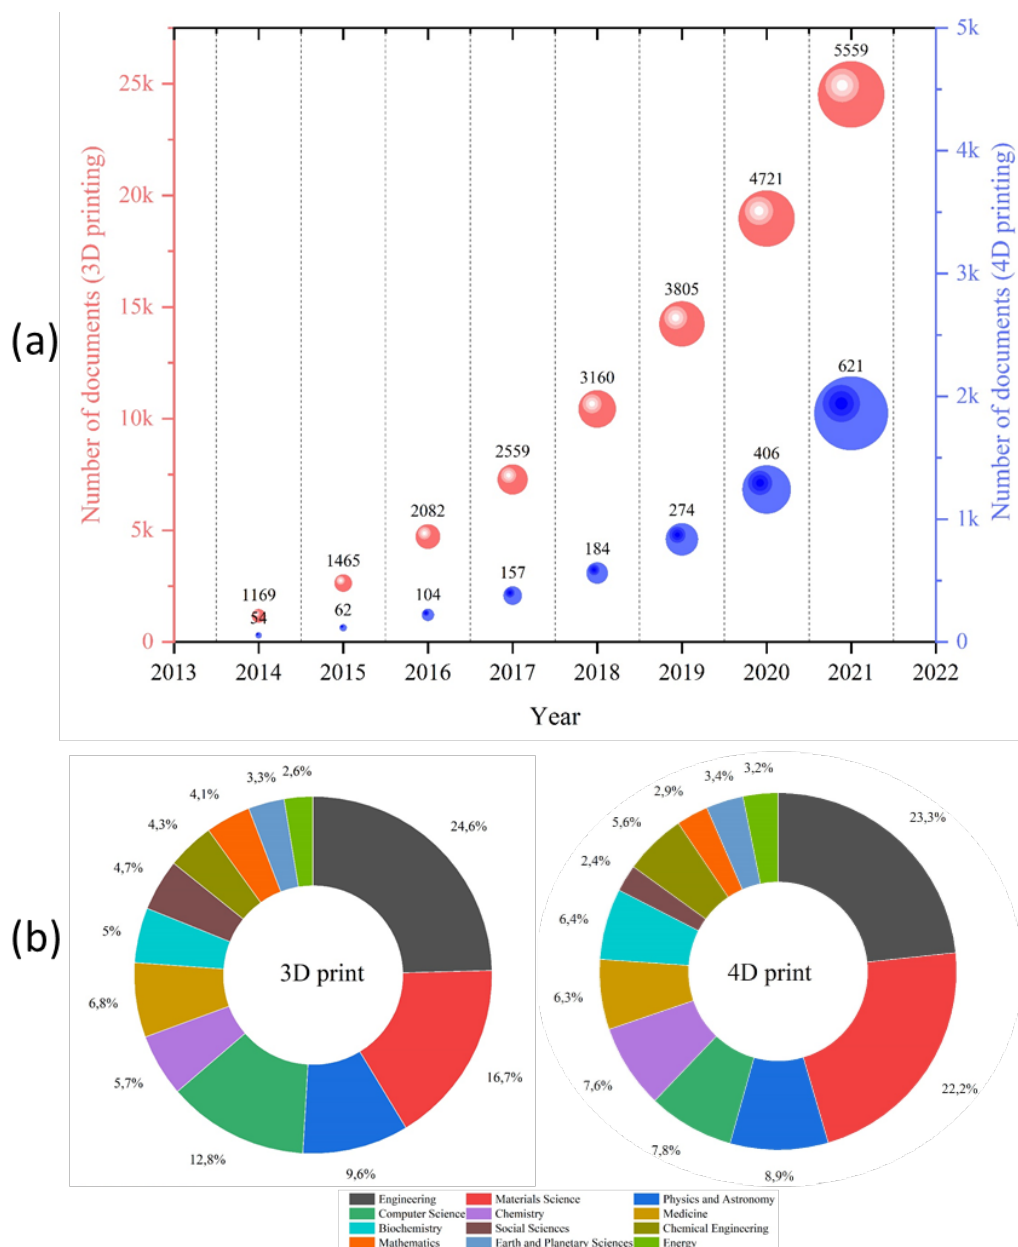 (a)
Number of documents (3D printing)
25k
20k
15k
10k
5k
0
5k
4k
3k
2k
1k
0
Number of documents (4D printing)
1169
1465
2082
2559
3160
3805
4721
5559
54
62
104
157
184
274
406
621
2013 2014 2015 2016 2017 2018 2019 2020 2021 2022
Year
(b)
3D print
24,6%
16,7%
9,6%
12,8%
5,7%
6,8%
5%
4,7%
4,3%
4,1%
3,3%
2,6%
4D print
23,3%
22,2%
8,9%
7,8%
7,6%
6,3%
6,4%
2,4%
5,6%
2,9%
3,4%
3,2%
Engineering Materials Science Physics and Astronomy
Computer Science Chemistry Medicine
Biochemistry Social Sciences Chemical Engineering
Mathematics Earth and Planetary Sciences Energy